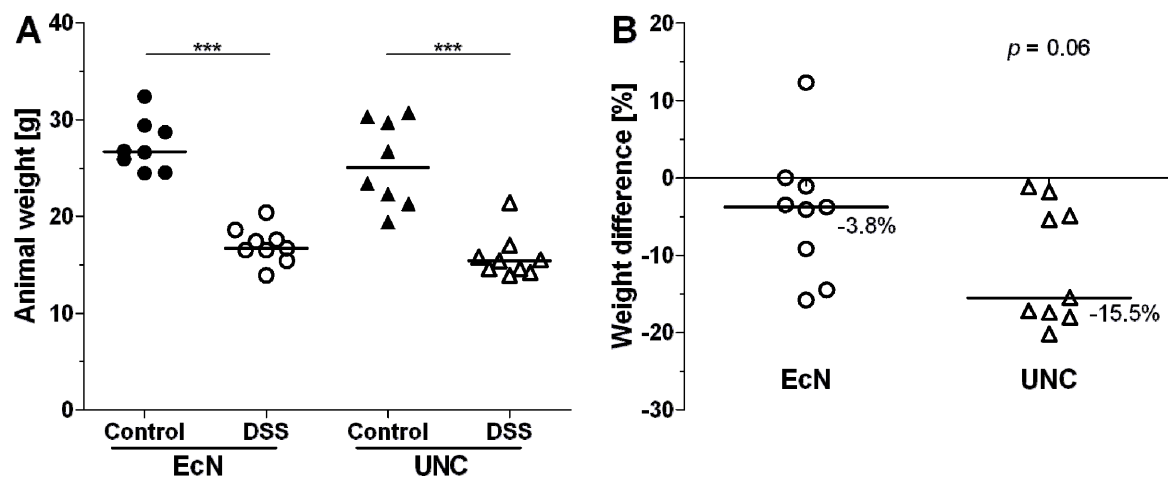 A
Animal weight [g]
40
30
20
10
0
***
***
Control DSS Control DSS
EcN UNC
B
Weight difference [%]
20
10
0
-10
-20
-30
p = 0.06
-3.8%
-15.5%
EcN UNC